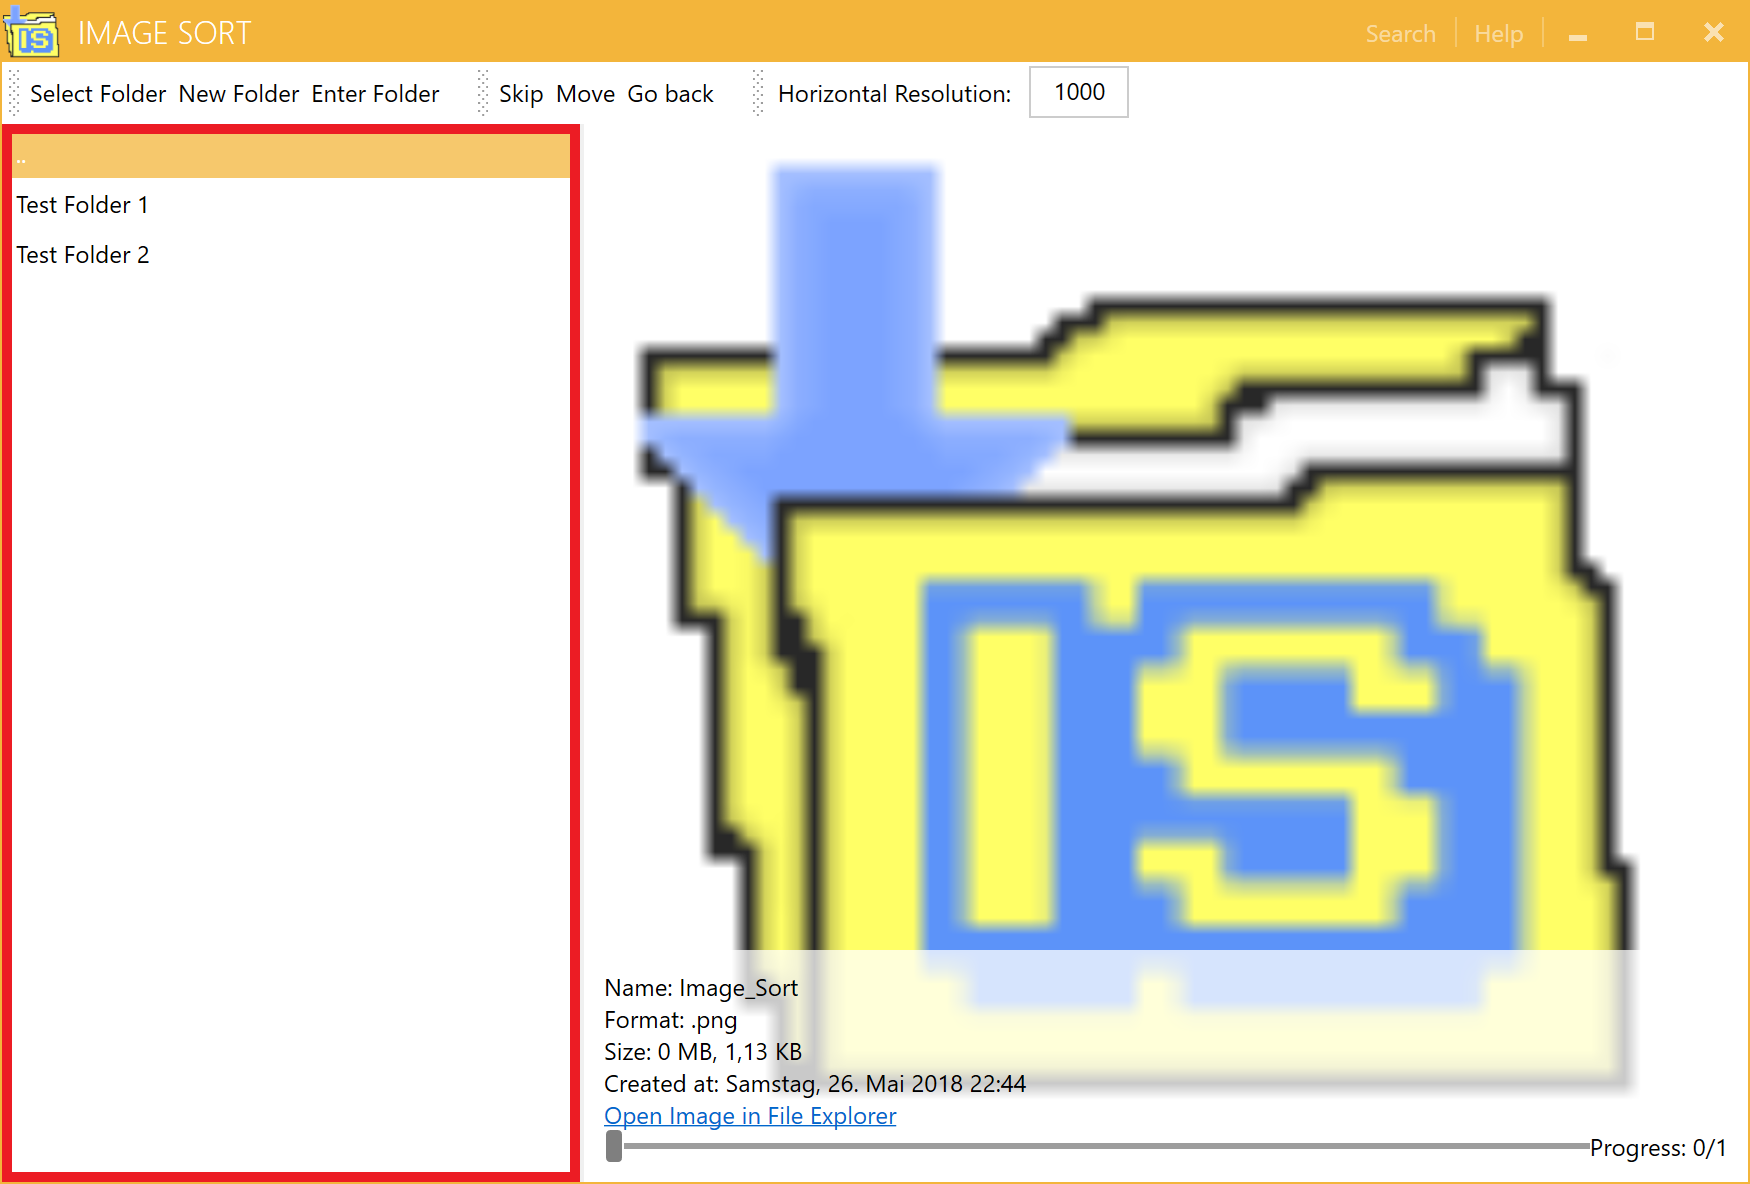 IS
IMAGE SORT
Search
Help
Select Folder New Folder Enter Folder
Skip Move Go back
Horizontal Resolution: 1000
..
Test Folder 1
Test Folder 2
IS
Name: Image_Sort
Format: .png
Size: 0 MB, 1,13 KB
Created at: Samstag, 26. Mai 2018 22:44
Open Image in File Explorer
Progress: 0/1